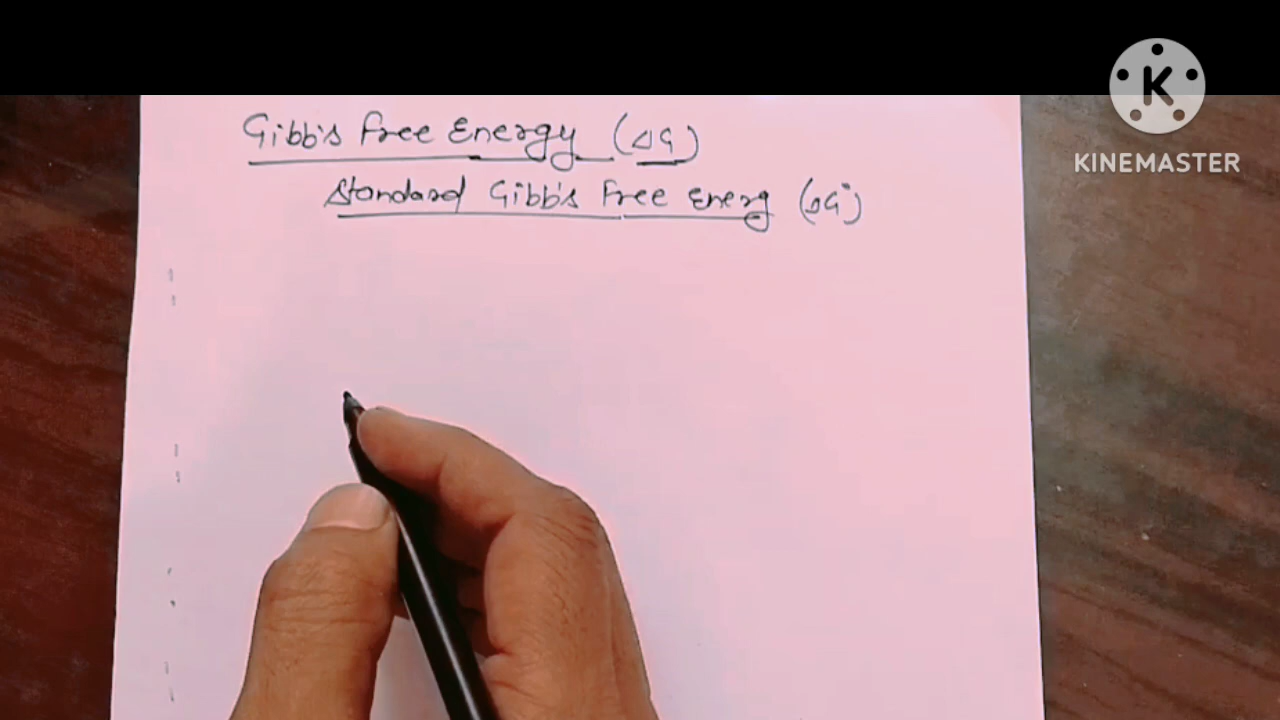 Gibb's Free Energy (ΔG)
Standard Gibb's Free Energ (ΔG°)
K
KINEMASTER